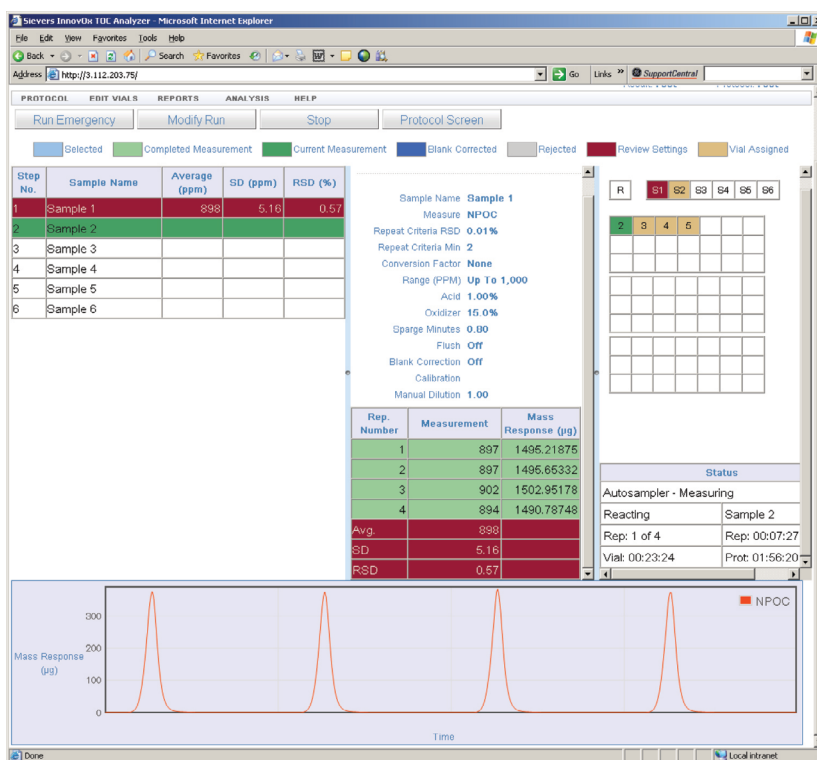 Sievers InnovOx TOC Analyzer - Microsoft Internet Explorer
File Edit View Favorites Tools Help
Back Search Favorites
Address http://3.112.203.75/ Go Links » SupportCentral
PROTOCOL EDIT VIALS REPORTS ANALYSIS HELP
Run Emergency Modify Run Stop Protocol Screen
Selected Completed Measurement Current Measurement Blank Corrected Rejected Review Settings Vial Assigned
Step No. Sample Name Average (ppm) SD (ppm) RSD (%)
1 Sample 1 898 5.16 0.57
2 Sample 2
3 Sample 3
4 Sample 4
5 Sample 5
6 Sample 6
Sample Name Sample 1
Measure NPOC
Repeat Criteria RSD 0.01%
Repeat Criteria Min 2
Conversion Factor None
Range (PPM) Up To 1,000
Acid 1.00%
Oxidizer 15.0%
Sparge Minutes 0.80
Flush Off
Blank Correction Off
Calibration
Manual Dilution 1.00
Rep. Number Measurement Mass Response (µg)
1 897 1495.21875
2 897 1495.65332
3 902 1502.95178
4 894 1490.78748
Avg. 898
SD 5.16
RSD 0.57
R S1 S2 S3 S4 S5 S6
2 3 4 5
Status
Autosampler - Measuring
Reacting Sample 2
Rep: 1 of 4 Rep: 00:07:27
Vial: 00:23:24 Prot: 01:56:20
NPOC
300
200
100
0
Mass Response (µg)
Time
Done Local intranet